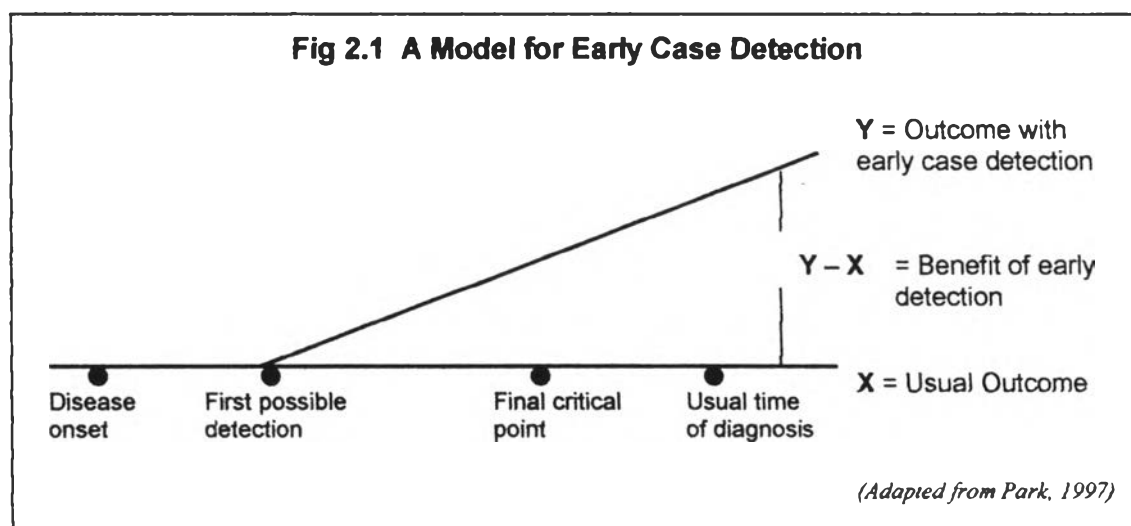 Fig 2.1 A Model for Early Case Detection
Y = Outcome with
early case detection
Y – X = Benefit of early
detection
X = Usual Outcome
Disease
onset
First possible
detection
Final critical
point
Usual time
of diagnosis
(Adapted from Park, 1997)